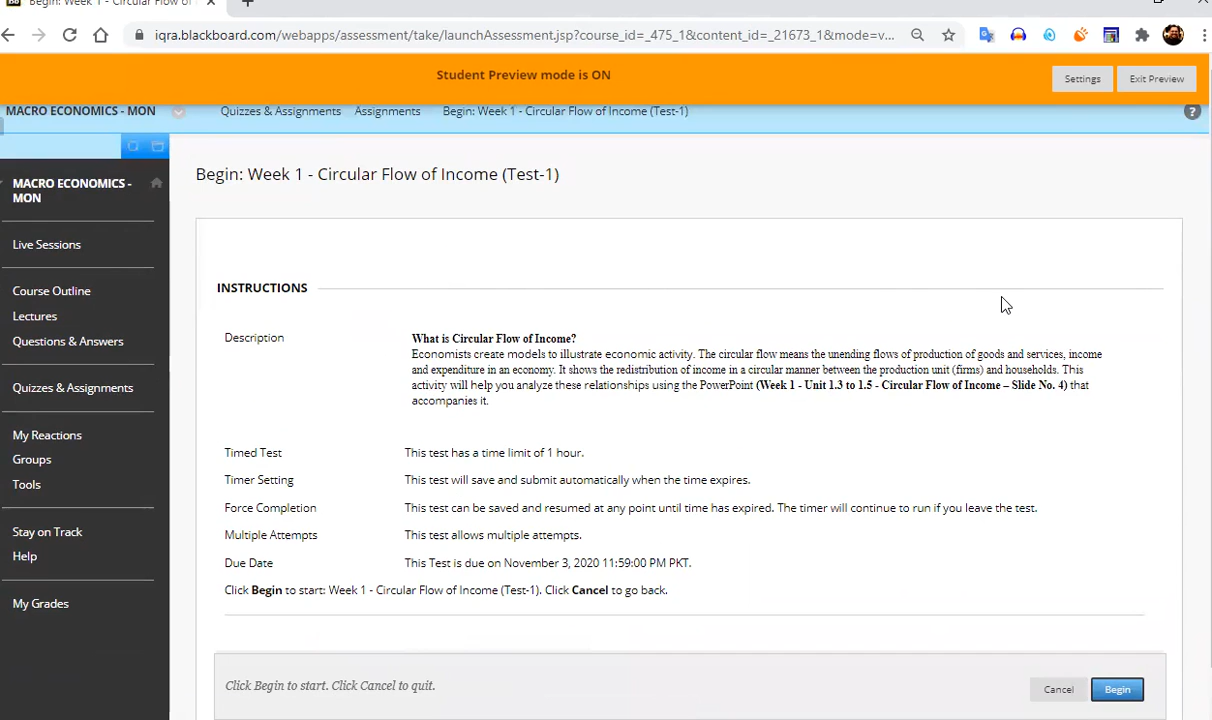 Begin: Week 1 - Circular Flow of
iqra.blackboard.com/webapps/assessment/take/launchAssessment.jsp?course_id=_475_1&content_id=_21673_1&mode=v...
Student Preview mode is ON
Settings
Exit Preview
MACRO ECONOMICS - MON
Quizzes & Assignments
Assignments
Begin: Week 1 - Circular Flow of Income (Test-1)
?
MACRO ECONOMICS -
MON
Live Sessions
Course Outline
Lectures
Questions & Answers
Quizzes & Assignments
My Reactions
Groups
Tools
Stay on Track
Help
My Grades
Begin: Week 1 - Circular Flow of Income (Test-1)
INSTRUCTIONS
Description
What is Circular Flow of Income?
Economists create models to illustrate economic activity. The circular flow means the unending flows of production of goods and services, income
and expenditure in an economy. It shows the redistribution of income in a circular manner between the production unit (firms) and households. This
activity will help you analyze these relationships using the PowerPoint (Week 1 - Unit 1.3 to 1.5 - Circular Flow of Income – Slide No. 4) that
accompanies it.
Timed Test
This test has a time limit of 1 hour.
Timer Setting
This test will save and submit automatically when the time expires.
Force Completion
This test can be saved and resumed at any point until time has expired. The timer will continue to run if you leave the test.
Multiple Attempts
This test allows multiple attempts.
Due Date
This Test is due on November 3, 2020 11:59:00 PM PKT.
Click Begin to start: Week 1 - Circular Flow of Income (Test-1). Click Cancel to go back.
Click Begin to start. Click Cancel to quit.
Cancel
Begin